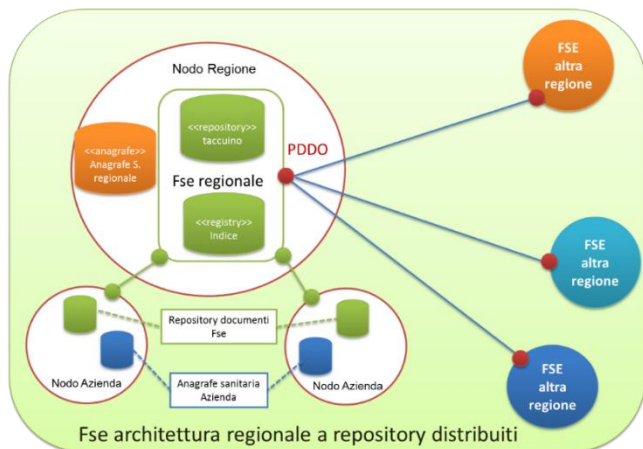 Nodo Regione
<<repository>>
taccuino
<<anagrafe>>
Anagrafe S.
regionale
Fse regionale
PDDO
<<registry>>
Indice
FSE
altra
regione
FSE
altra
regione
FSE
altra
regione
Repository documenti
Fse
Nodo Azienda
Anagrafe sanitaria
Azienda
Nodo Azienda
Fse architettura regionale a repository distribuiti